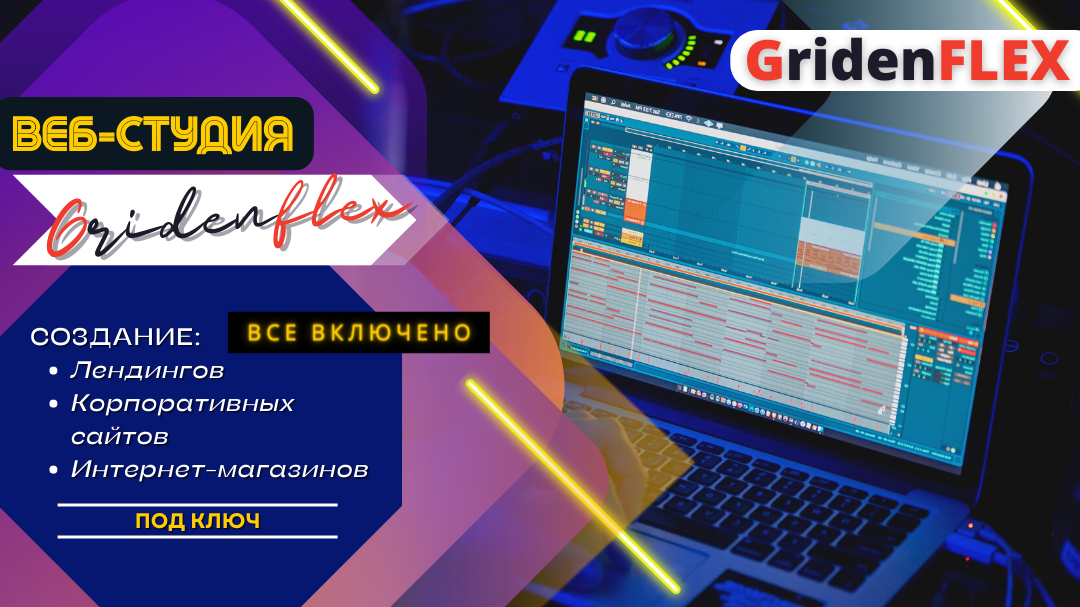 GridenFLEX
ВЕБ-СТУДИЯ
Gridenflex
СОЗДАНИЕ:
ВСЕ ВКЛЮЧЕНО
Лендингов
Корпоративных
сайтов
Интернет-магазинов
ПОД КЛЮЧ